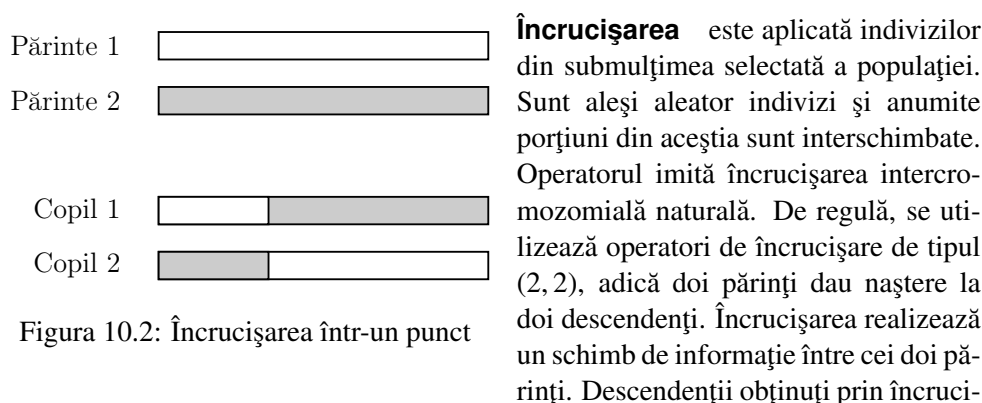 Părinte 1
Părinte 2
Copil 1
Copil 2
Figura 10.2: Încrucişarea într-un punct
Încrucişarea este aplicată indivizilor
din submulţimea selectată a populaţiei.
Sunt aleşi aleator indivizi şi anumite
porţiuni din aceştia sunt interschimbate.
Operatorul imită încrucişarea intercro-
mozomială naturală. De regulă, se uti-
lizează operatori de încrucişare de tipul
(2, 2), adică doi părinţi dau naştere la
doi descendenţi. Încrucişarea realizează
un schimb de informaţie între cei doi pă-
rinţi. Descendenţii obţinuţi prin încruci-